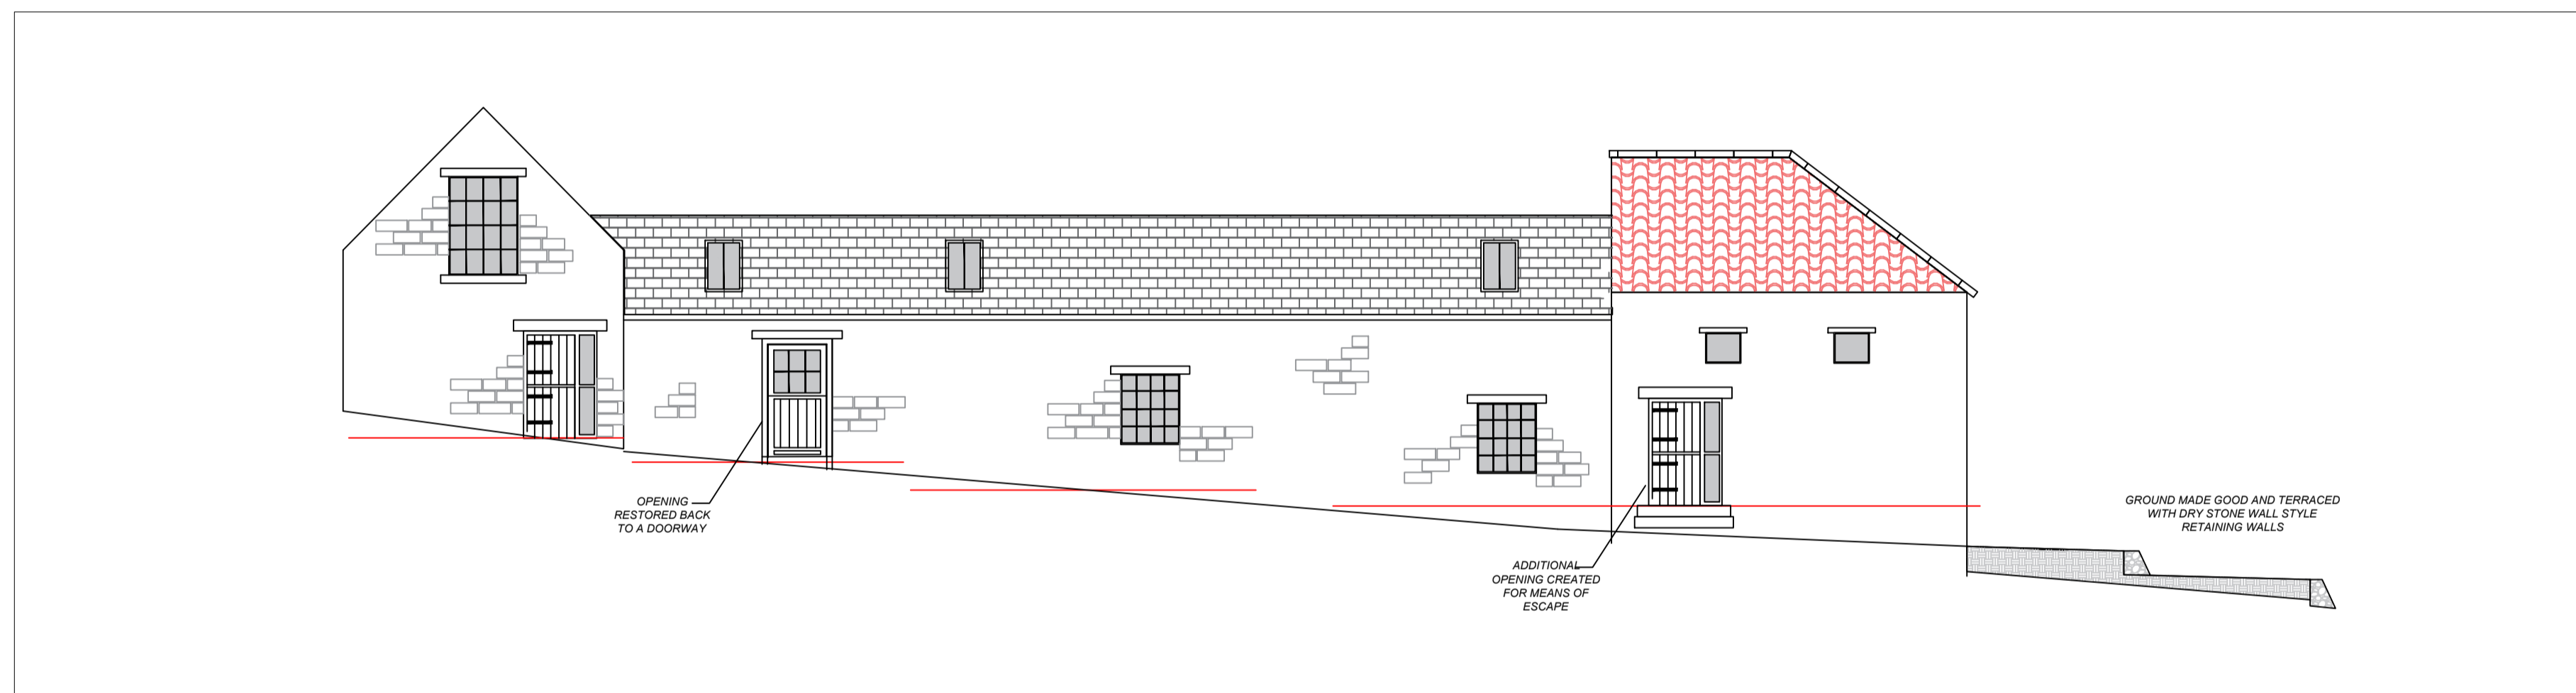 OPENING
RESTORED BACK
TO A DOORWAY
ADDITIONAL
OPENING CREATED
FOR MEANS OF
ESCAPE
GROUND MADE GOOD AND TERRACED
WITH DRY STONE WALL STYLE
RETAINING WALLS